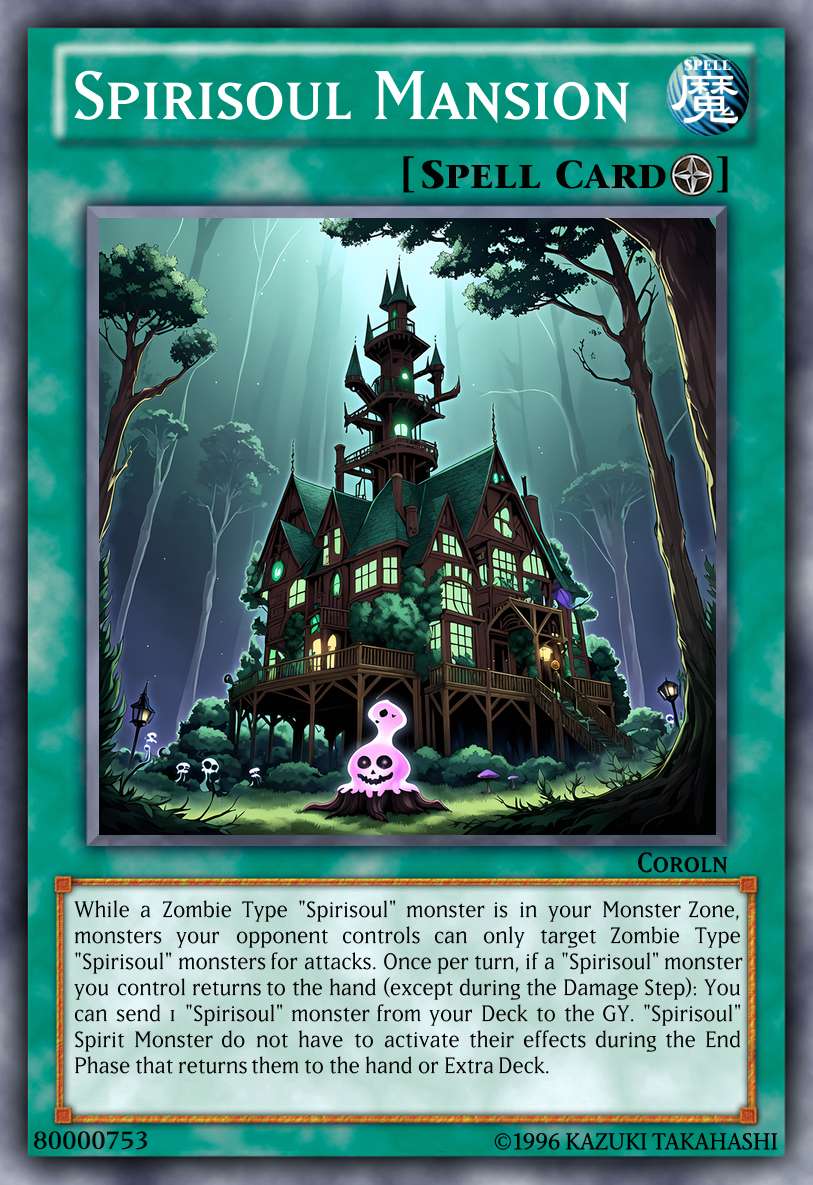 Spirisoul Mansion
SPELL
魔
[Spell Card]
Coroln
While a Zombie Type "Spirisoul" monster is in your Monster Zone,
monsters your opponent controls can only target Zombie Type
"Spirisoul" monsters for attacks. Once per turn, if a "Spirisoul" monster
you control returns to the hand (except during the Damage Step): You
can send 1 "Spirisoul" monster from your Deck to the GY. "Spirisoul"
Spirit Monster do not have to activate their effects during the End
Phase that returns them to the hand or Extra Deck.
80000753
©1996 KAZUKI TAKAHASHI